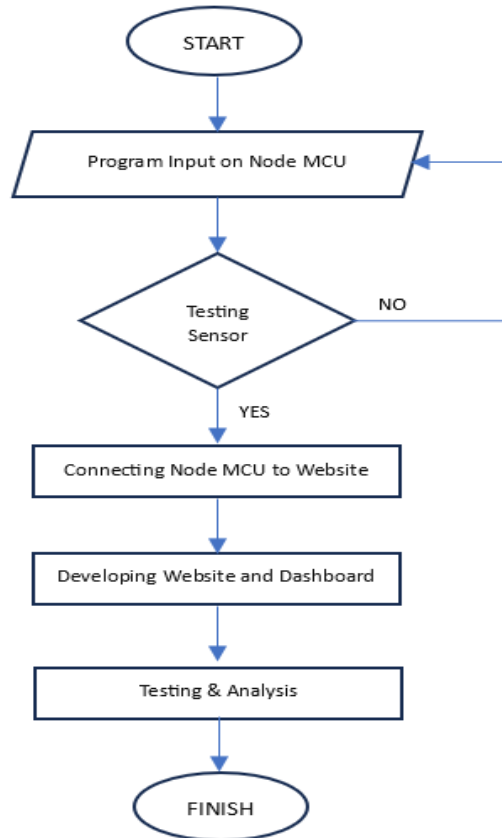 START
Program Input on Node MCU
Testing
Sensor
NO
YES
Connecting Node MCU to Website
Developing Website and Dashboard
Testing & Analysis
FINISH